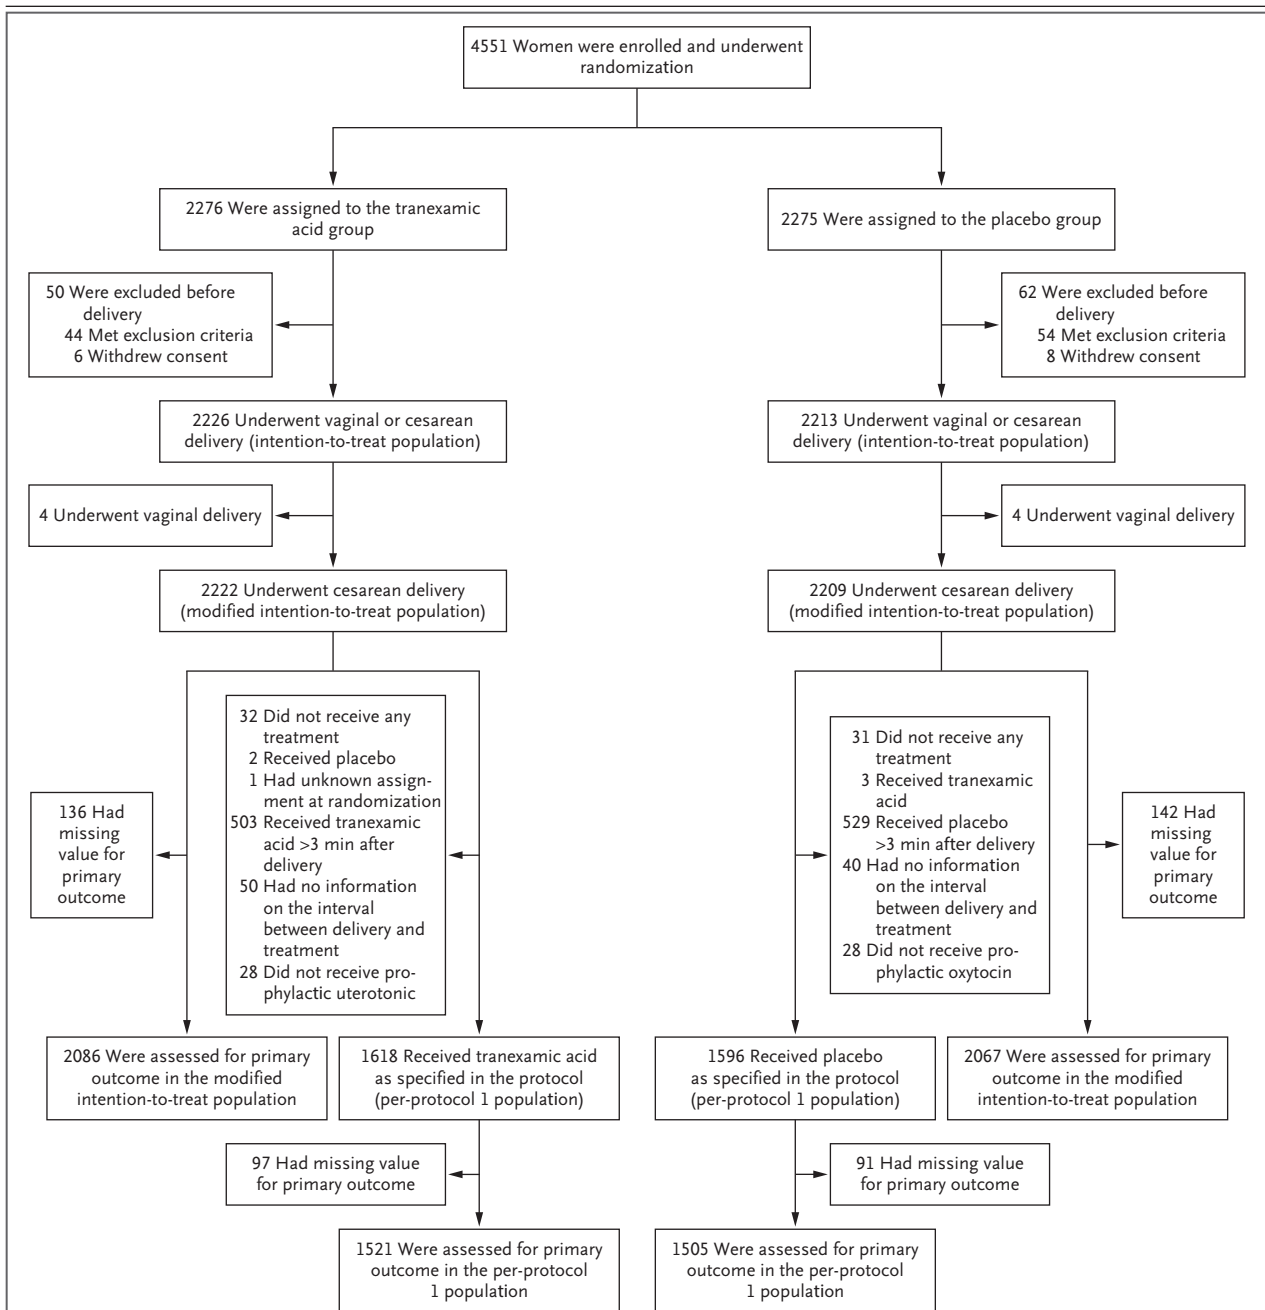 4551 Women were enrolled and underwent
randomization
2276 Were assigned to the tranexamic
acid group
2275 Were assigned to the placebo group
50 Were excluded before
delivery
44 Met exclusion criteria
6 Withdrew consent
62 Were excluded before
delivery
54 Met exclusion criteria
8 Withdrew consent
2226 Underwent vaginal or cesarean
delivery (intention-to-treat population)
2213 Underwent vaginal or cesarean
delivery (intention-to-treat population)
4 Underwent vaginal delivery
4 Underwent vaginal delivery
2222 Underwent cesarean delivery
(modified intention-to-treat population)
2209 Underwent cesarean delivery
(modified intention-to-treat population)
136 Had
missing
value for
primary
outcome
32 Did not receive any
treatment
2 Received placebo
1 Had unknown assign-
ment at randomization
503 Received tranexamic
acid >3 min after
delivery
50 Had no information
on the interval
between delivery and
treatment
28 Did not receive pro-
phylactic uterotonic
31 Did not receive any
treatment
3 Received tranexamic
acid
529 Received placebo
>3 min after delivery
40 Had no information
on the interval
between delivery and
treatment
28 Did not receive pro-
phylactic oxytocin
142 Had
missing
value for
primary
outcome
2086 Were assessed for primary
outcome in the modified
intention-to-treat population
1618 Received tranexamic acid
as specified in the protocol
(per-protocol 1 population)
1596 Received placebo
as specified in the protocol
(per-protocol 1 population)
2067 Were assessed for primary
outcome in the modified
intention-to-treat population
97 Had missing value
for primary outcome
91 Had missing value
for primary outcome
1521 Were assessed for primary
outcome in the per-protocol
1 population
1505 Were assessed for primary
outcome in the per-protocol
1 population